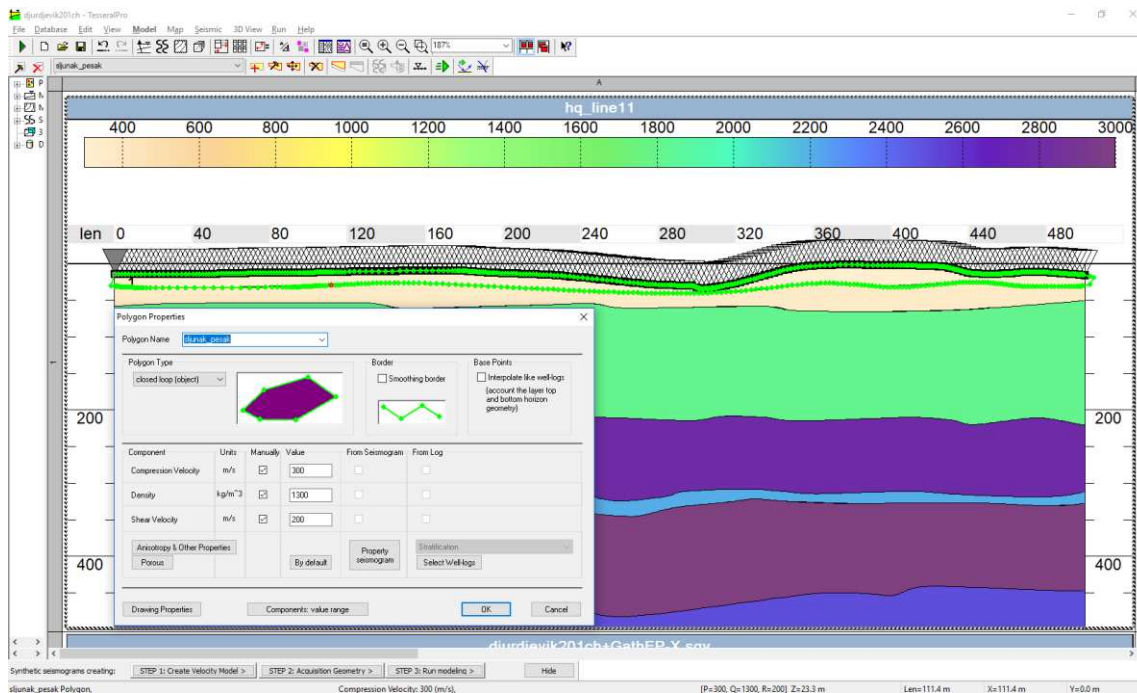 djurdjevik201ch - TesseralPro
File Database Edit View Model Map Seismic 3D View Run Help
187%
sljunak_pesak
A
hq_line11
400 600 800 1000 1200 1400 1600 1800 2000 2200 2400 2600 2800 3000
len 0 40 80 120 160 200 240 280 320 360 400 440 480
1
Polygon Properties
Polygon Name sljunak_pesak
Polygon Type
closed loop (object)
Border
Smoothing border
Base Points
Interpolate like well-logs
(account the layer top
and bottom horizon
geometry)
200 200
Component Units Manually Value From Seismogram From Log
Compression Velocity m/s 300
Density kg/m^3 1300
Shear Velocity m/s 200
Anisotropy & Other Properties
Porous
By default
Property
seismogram
Stratification
Select Well-logs
400 400
Drawing Properties Components: value range OK Cancel
djurdjevik201ch+GathEP-X.sgy
Synthetic seismograms creating: STEP 1: Create Velocity Model > STEP 2: Acquisition Geometry > STEP 3: Run modeling > Hide
sljunak_pesak Polygon, Compression Velocity: 300 (m/s), [P=300, Q=1300, R=200] Z=23.3 m Len=111.4 m X=111.4 m Y=0.0 m